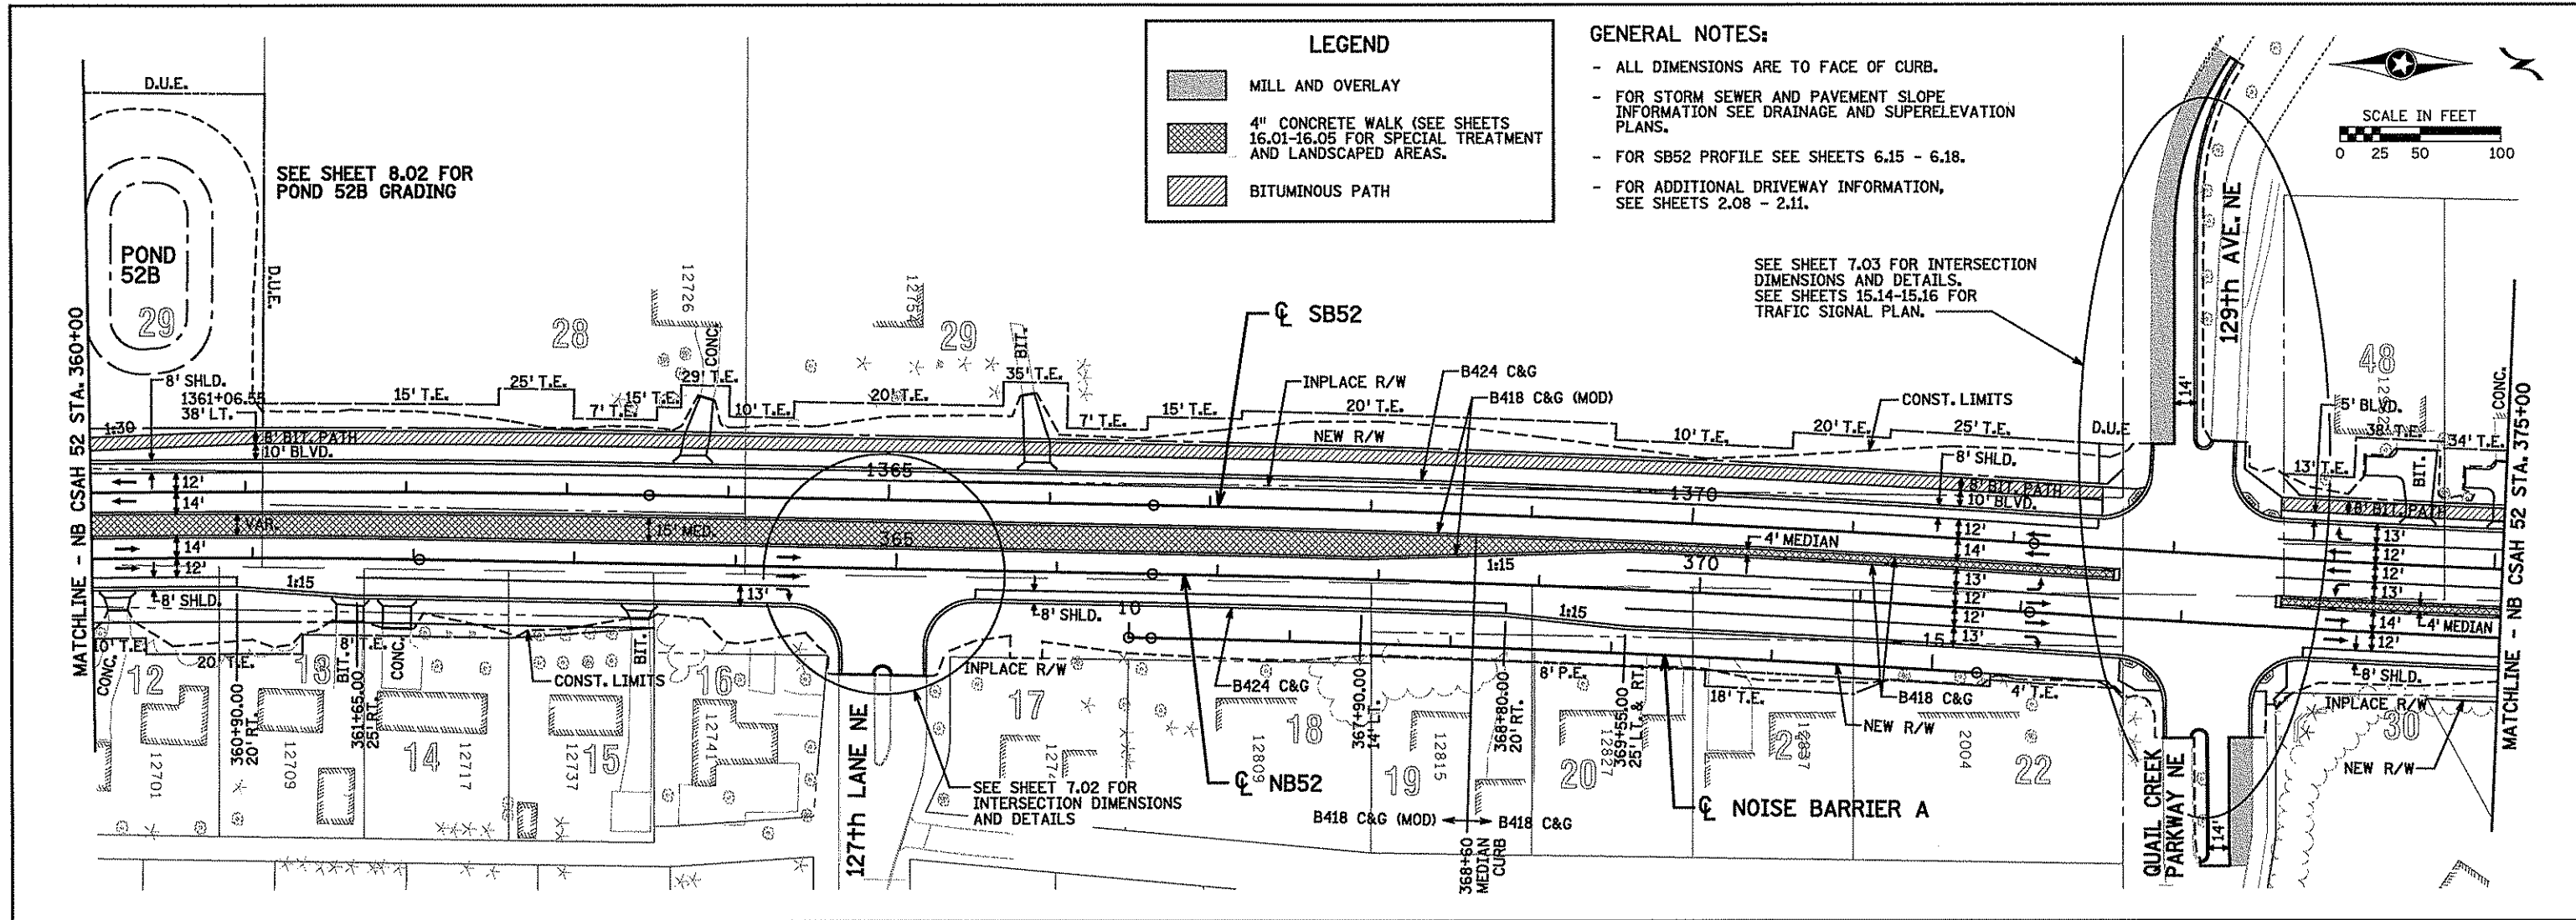 LEGEND
MILL AND OVERLAY
4" CONCRETE WALK (SEE SHEETS
16.01-16.05 FOR SPECIAL TREATMENT
AND LANDSCAPED AREAS.
BITUMINOUS PATH
GENERAL NOTES:
- ALL DIMENSIONS ARE TO FACE OF CURB.
- FOR STORM SEWER AND PAVEMENT SLOPE
INFORMATION SEE DRAINAGE AND SUPERELEVATION
PLANS.
- FOR SB52 PROFILE SEE SHEETS 6.15 - 6.18.
- FOR ADDITIONAL DRIVEWAY INFORMATION,
SEE SHEETS 2.08 - 2.11.
SCALE IN FEET
0 25 50 100
D.U.E.
SEE SHEET 8.02 FOR
POND 52B GRADING
POND
52B
29
D.U.E.
MATCHLINE - NB CSAH 52 STA. 360+00
28
12726
CONC.
29
BIT.
SEE SHEET 7.03 FOR INTERSECTION
DIMENSIONS AND DETAILS.
SEE SHEETS 15.14-15.16 FOR
TRAFIC SIGNAL PLAN.
129th AVE. NE
14'
48
CONC.
MATCHLINE - NB CSAH 52 STA. 375+00
℄ SB52
8' SHLD.
1361+06.55
38' LT.
15' T.E.
25' T.E.
7' T.E.
15' T.E.
29' T.E.
10' T.E.
20' T.E.
35' T.E.
7' T.E.
15' T.E.
20' T.E.
10' T.E.
20' T.E.
25' T.E.
D.U.E
INPLACE R/W
B424 C&G
B418 C&G (MOD)
CONST. LIMITS
NEW R/W
5' BLVD.
38' T.E.
34' T.E.
13' T.E.
BIT.
1:30
8' BIT. PATH
10' BLVD.
8' SHLD.
8' BIT. PATH
10' BLVD.
8' BIT. PATH
1365
1370
12'
14'
VAR.
15' MED.
14'
12'
365
370
4' MEDIAN
1:15
12'
14'
13'
12'
12'
13'
13'
12'
12'
13'
14'
12'
4' MEDIAN
8' SHLD.
1:15
8' SHLD.
13'
8' SHLD.
10
1:15
15
10' T.E.
CONC.
20' T.E.
BIT.
8' T.E.
CONC.
BIT.
CONST. LIMITS
INPLACE R/W
B424 C&G
8' P.E.
18' T.E.
B418 C&G
4' T.E.
NEW R/W
INPLACE R/W
NEW R/W
12
13
14
15
16
17
18
19
20
22
30
12701
12709
12717
12737
12741
12809
12815
12827
2004
360+90.00
20' RT.
361+65.00
25' RT.
367+90.00
14' LT.
368+80.00
20' RT.
369+55.00
25' LT. & RT.
127th LANE NE
SEE SHEET 7.02 FOR
INTERSECTION DIMENSIONS
AND DETAILS
℄ NB52
℄ NOISE BARRIER A
B418 C&G (MOD)
B418 C&G
368+60
MEDIAN
CURB
QUAIL CREEK
PARKWAY NE
14'